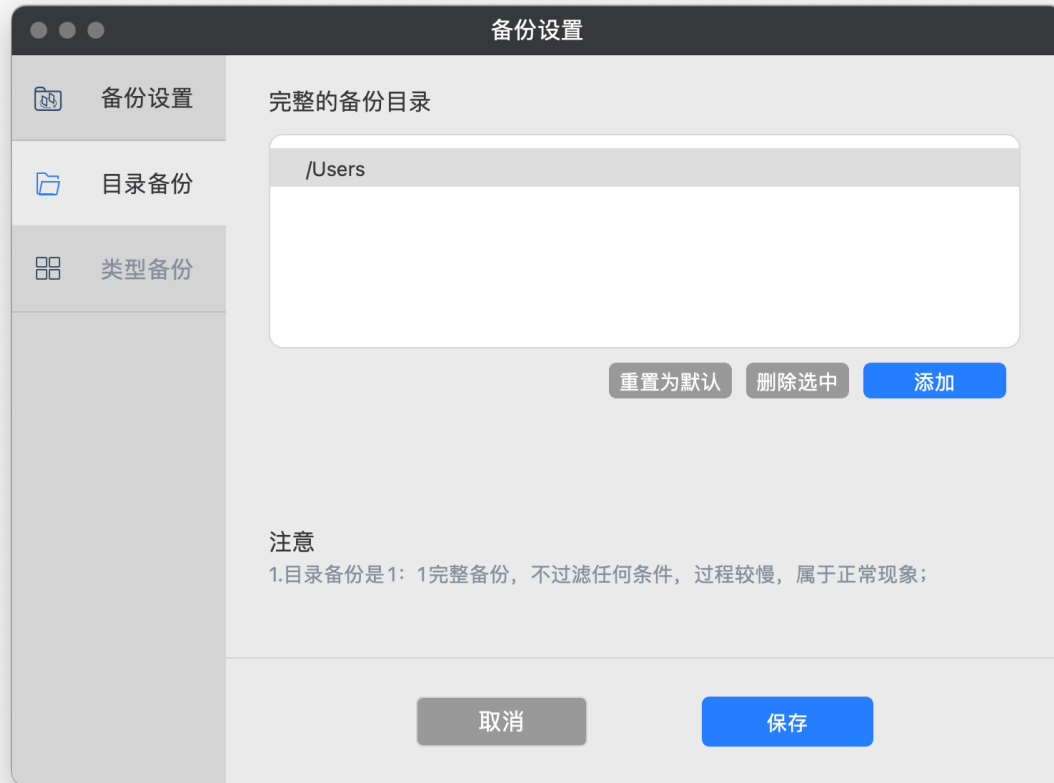 备份设置
备份设置
目录备份
类型备份
完整的备份目录
/Users
重置为默认 删除选中 添加
注意
1.目录备份是1：1完整备份，不过滤任何条件，过程较慢，属于正常现象；
取消 保存